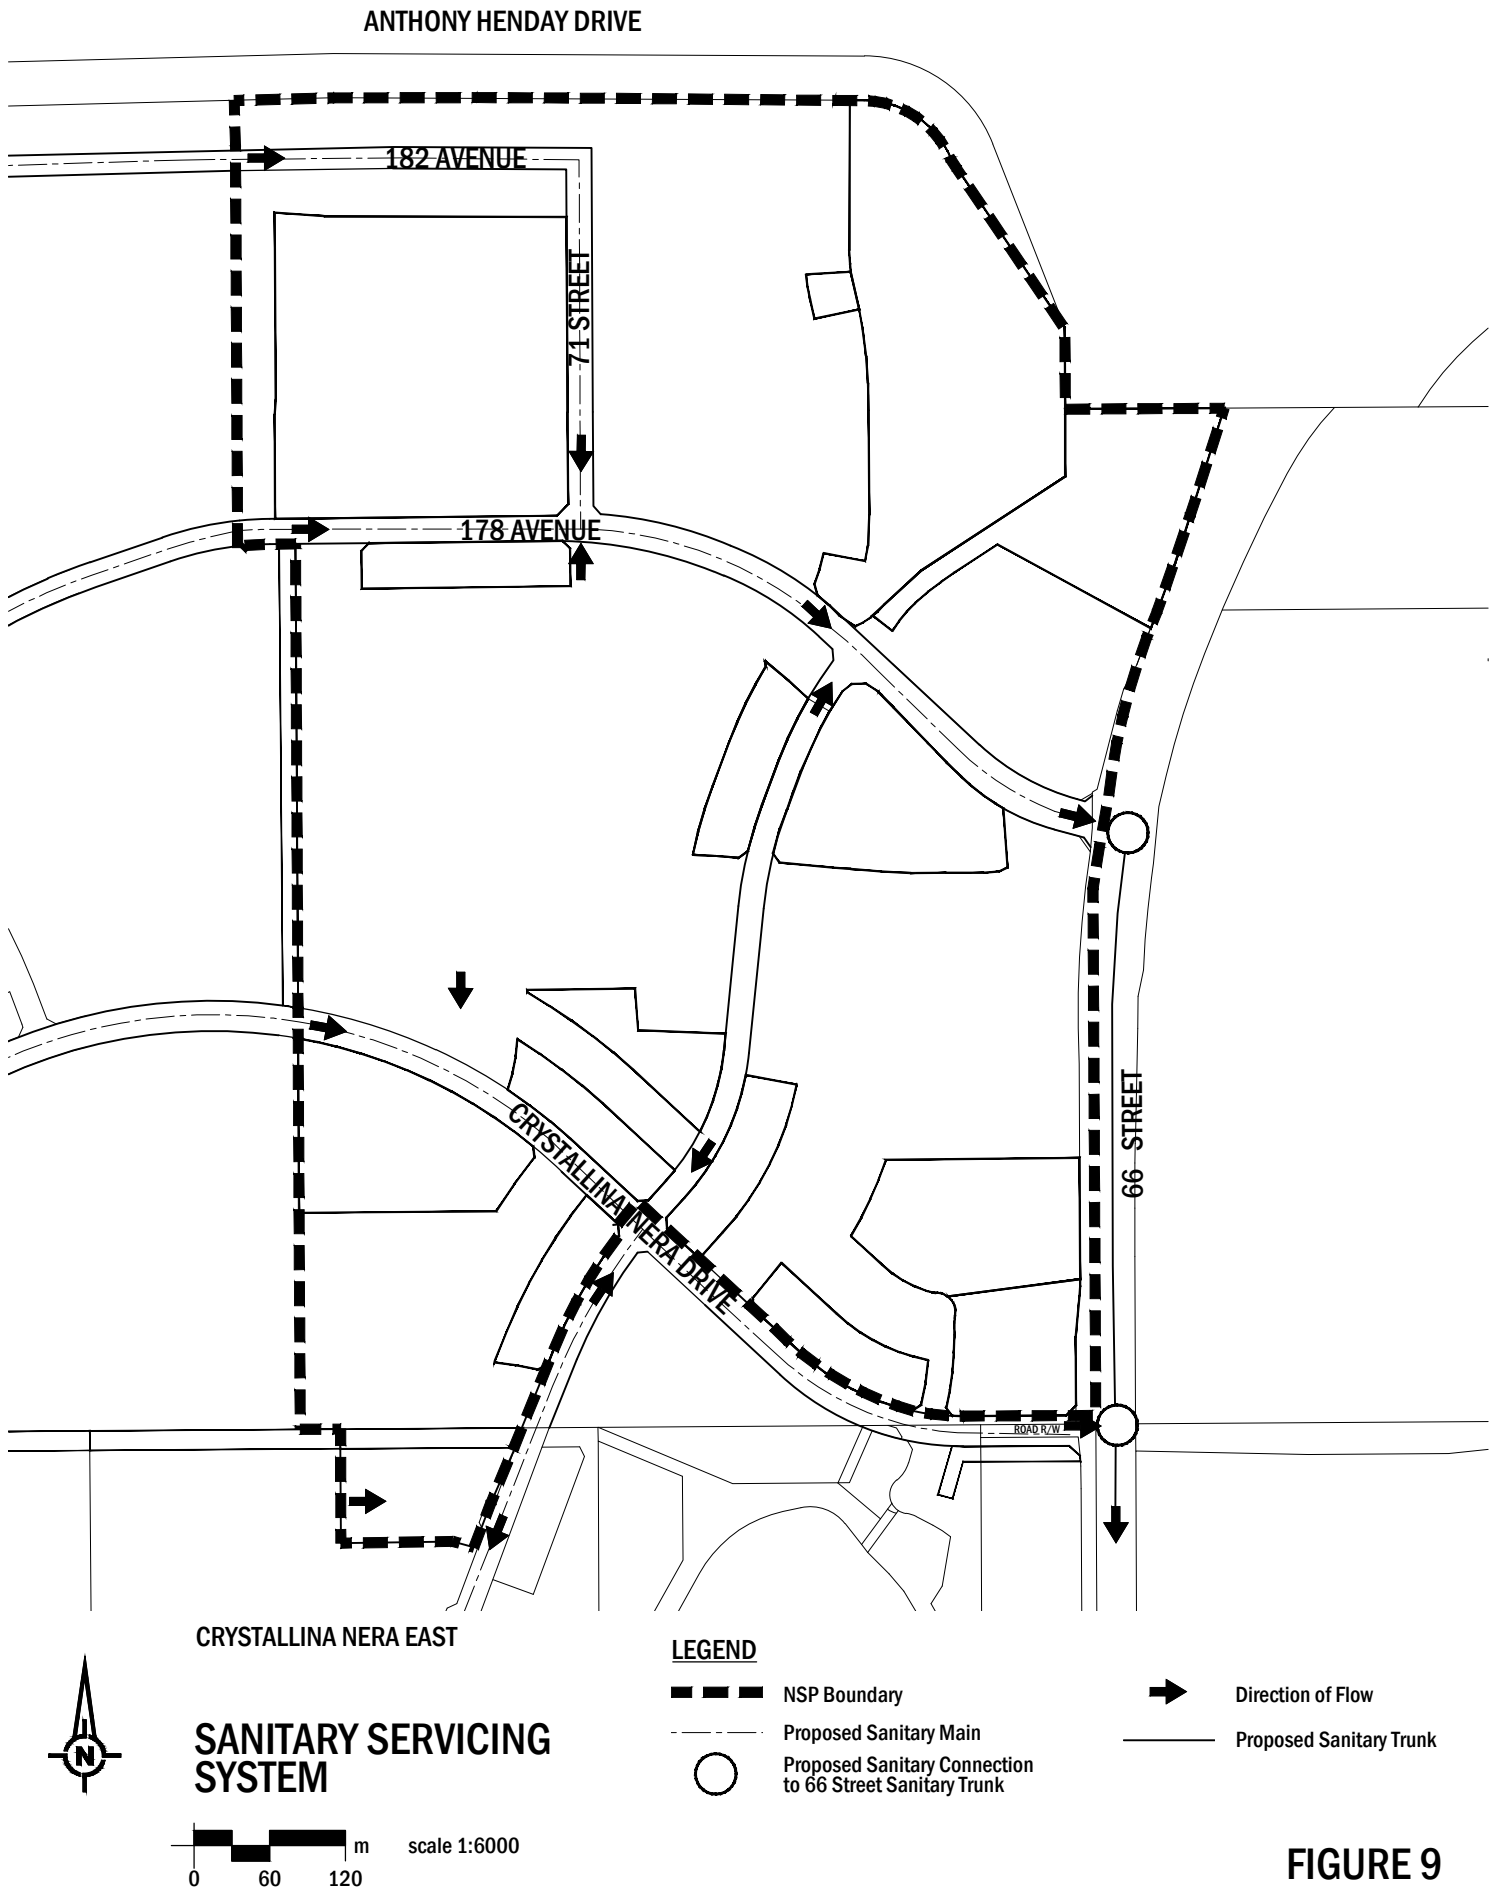 ANTHONY HENDAY DRIVE
182 AVENUE
71 STREET
178 AVENUE
66 STREET
CRYSTALLINA NERA DRIVE
ROAD R/W
CRYSTALLINA NERA EAST
SANITARY SERVICING
SYSTEM
N
0 60 120 m
scale 1:6000
LEGEND
NSP Boundary
Proposed Sanitary Main
Proposed Sanitary Connection
to 66 Street Sanitary Trunk
Direction of Flow
Proposed Sanitary Trunk
FIGURE 9